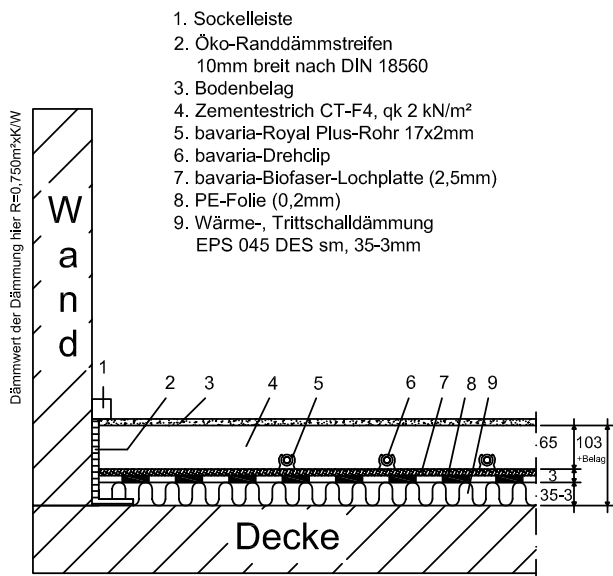 1. Sockelleiste
2. Öko-Randdämmstreifen
10mm breit nach DIN 18560
3. Bodenbelag
4. Zementestrich CT-F4, qk 2 kN/m²
5. bavaria-Royal Plus-Rohr 17x2mm
6. bavaria-Drehclip
7. bavaria-Biofaser-Lochplatte (2,5mm)
8. PE-Folie (0,2mm)
9. Wärme-, Trittschalldämmung
EPS 045 DES sm, 35-3mm
Dämmwert der Dämmung hier R=0,750m²xK/W
Wand
1
2 3 4 5 6 7 8 9
65 103
+Belag
3
35-3
Decke